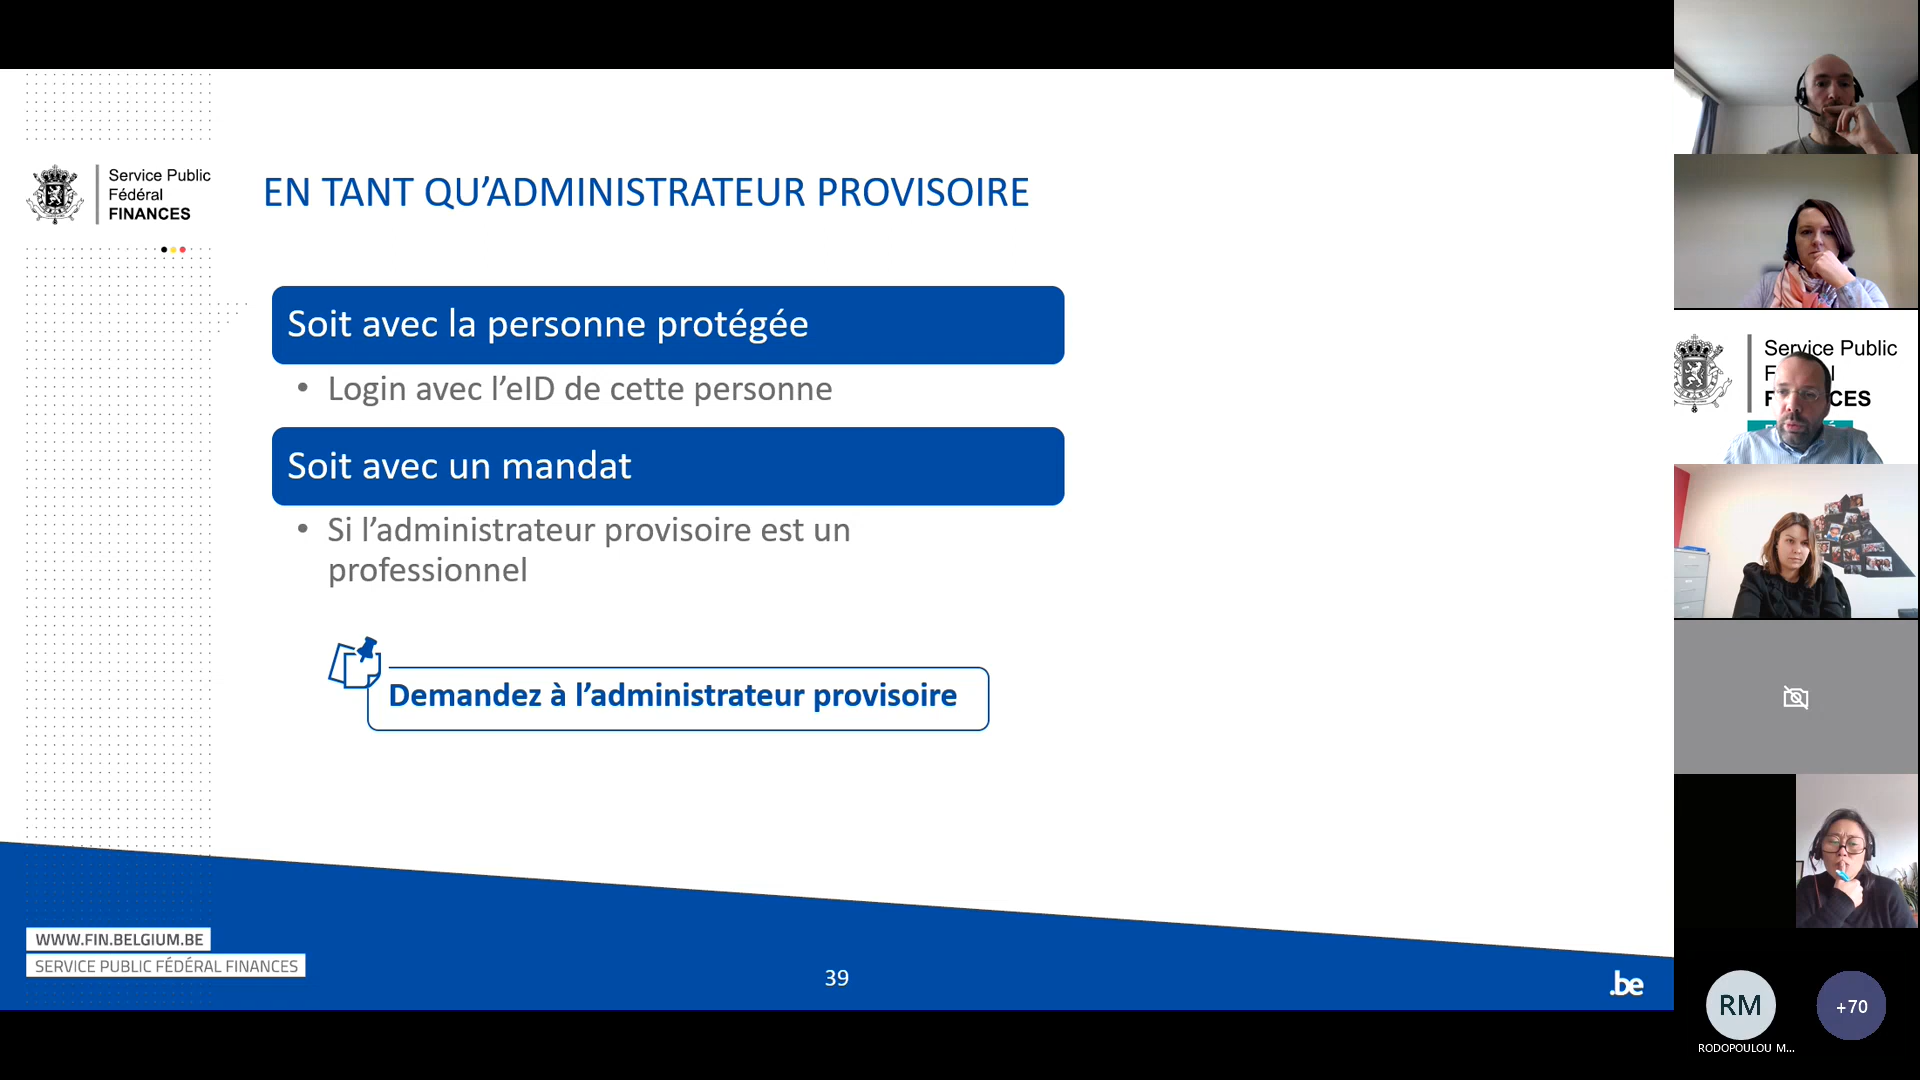 Service Public
Fédéral
FINANCES
EN TANT QU’ADMINISTRATEUR PROVISOIRE
Soit avec la personne protégée
• Login avec l’eID de cette personne
Soit avec un mandat
• Si l’administrateur provisoire est un
professionnel
Demandez à l’administrateur provisoire
WWW.FIN.BELGIUM.BE
SERVICE PUBLIC FÉDÉRAL FINANCES
39
.be
Service Public
RM
+70
RODOPOULOU M...